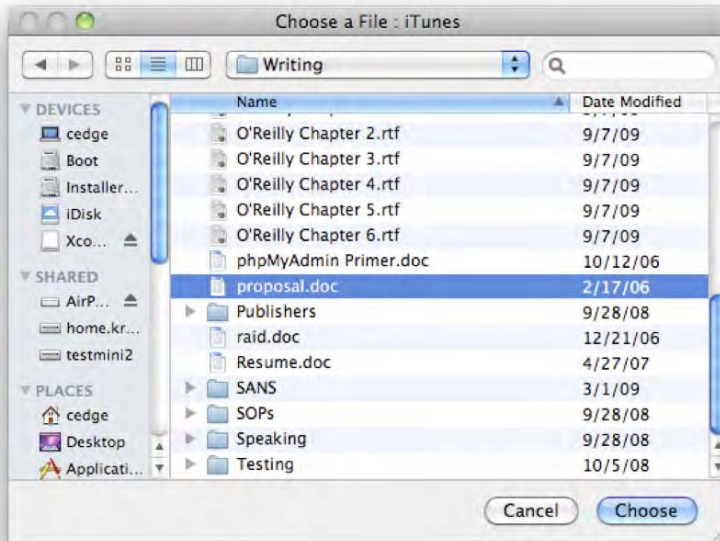 Choose a File : iTunes
Writing
Name Date Modified
DEVICES
cedge
Boot
Installer...
iDisk
Xco...
SHARED
AirP...
home.kr...
testmini2
PLACES
cedge
Desktop
Applicati...
O'Reilly Chapter 2.rtf 9/7/09
O'Reilly Chapter 3.rtf 9/7/09
O'Reilly Chapter 4.rtf 9/7/09
O'Reilly Chapter 5.rtf 9/7/09
O'Reilly Chapter 6.rtf 9/7/09
phpMyAdmin Primer.doc 10/12/06
proposal.doc 2/17/06
Publishers 9/28/08
raid.doc 12/21/06
Resume.doc 4/27/07
SANS 3/1/09
SOPs 9/28/08
Speaking 9/28/08
Testing 10/5/08
Cancel Choose